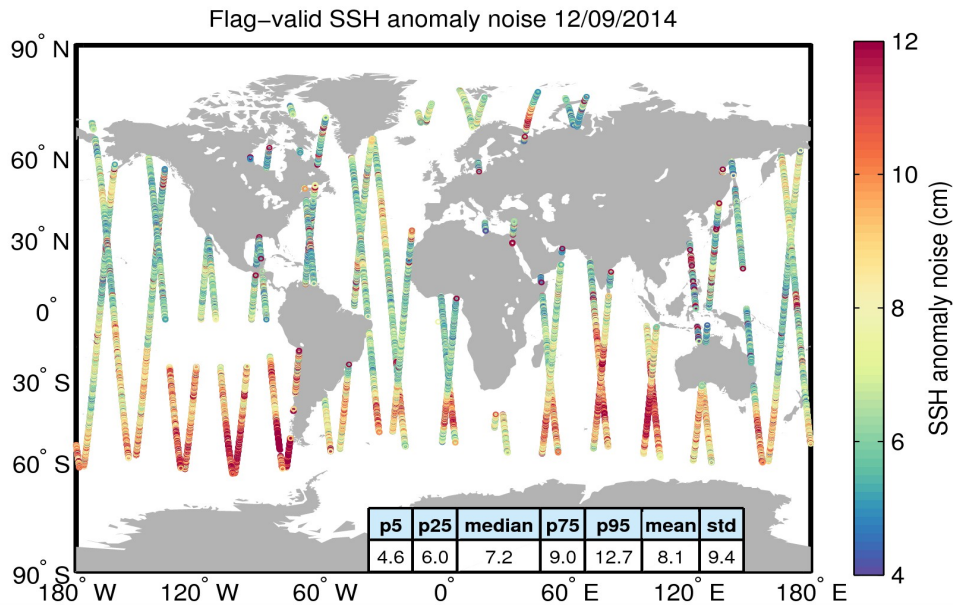 Flag−valid SSH anomaly noise 12/09/2014
90° N
60° N
30° N
0°
30° S
60° S
90° S
180° W
120° W
60° W
0°
60° E
120° E
180° E
p5 p25 median p75 p95 mean std
4.6 6.0 7.2 9.0 12.7 8.1 9.4
12
10
8
6
4
SSH anomaly noise (cm)